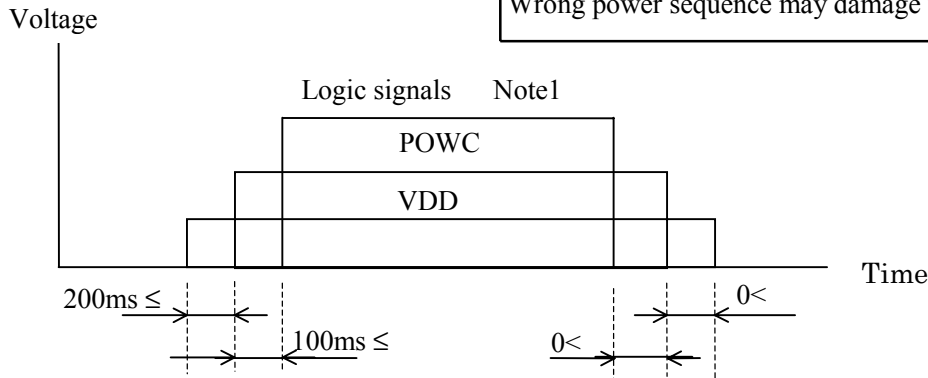 Wrong power sequence may damage
Voltage
Logic signals Note1
POWC
VDD
Time
200ms ≤
0<
100ms ≤
0<